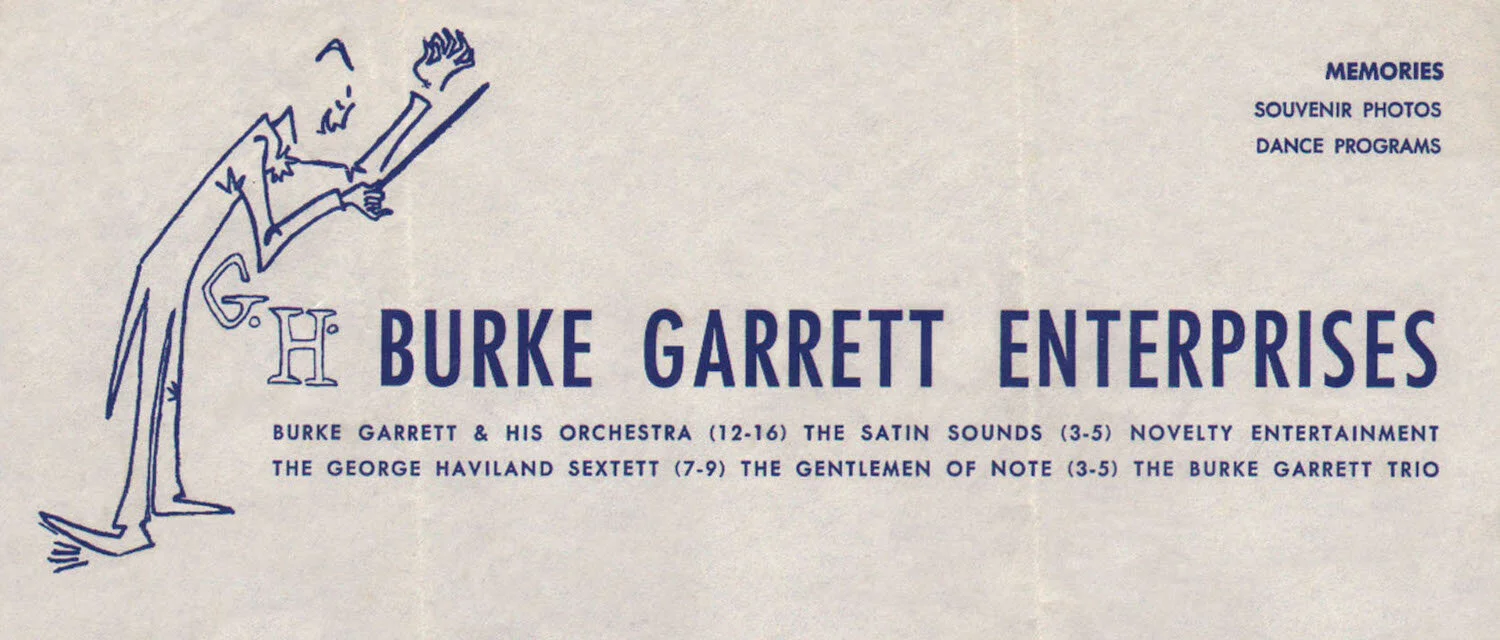 MEMORIES
SOUVENIR PHOTOS
DANCE PROGRAMS
G. H. BURKE GARRETT ENTERPRISES
BURKE GARRETT & HIS ORCHESTRA (12-16) THE SATIN SOUNDS (3-5) NOVELTY ENTERTAINMENT
THE GEORGE HAVILAND SEXTETT (7-9) THE GENTLEMEN OF NOTE (3-5) THE BURKE GARRETT TRIO